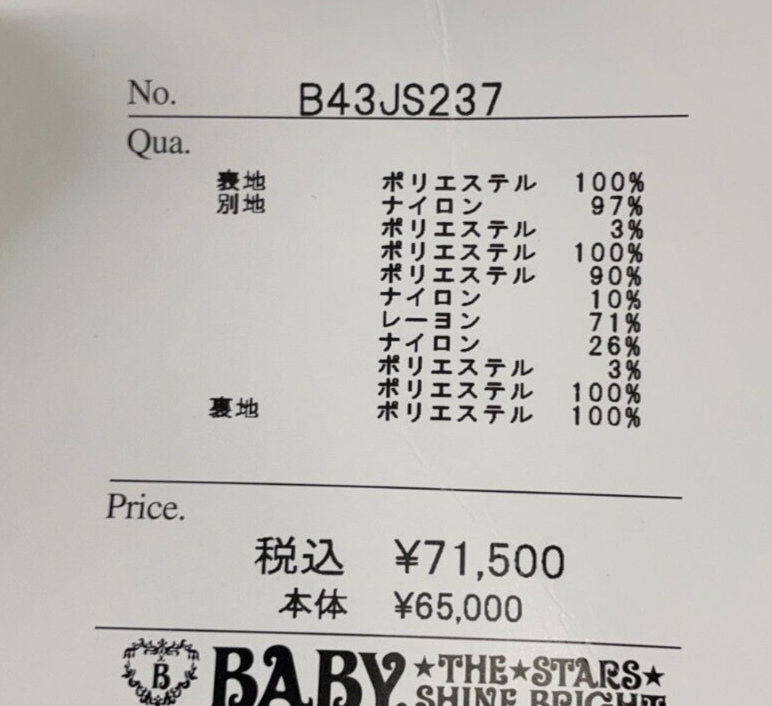 No. B43JS237
Qua.
表地 ポリエステル 100%
別地 ナイロン 97%
ポリエステル 3%
ポリエステル 100%
ポリエステル 90%
ナイロン 10%
レーヨン 71%
ナイロン 26%
ポリエステル 3%
ポリエステル 100%
裏地 ポリエステル 100%
Price.
税込 ¥71,500
本体 ¥65,000
B BABY, ★THE★STARS★
SHINE BRIGHT